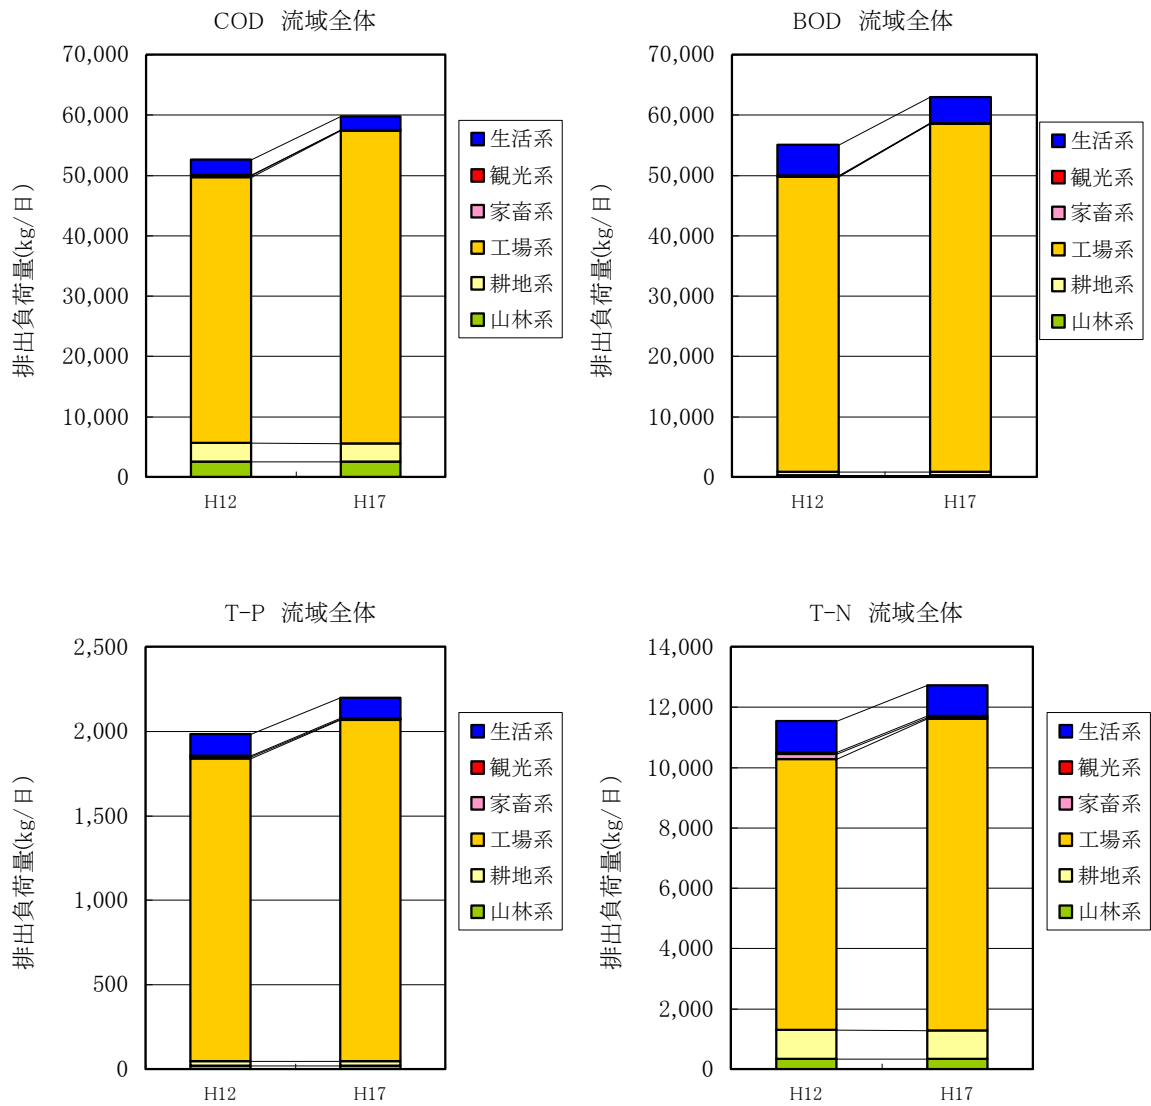 COD 流域全体
排出負荷量(kg/日)
70,000
60,000
50,000
40,000
30,000
20,000
10,000
0
H12
H17
生活系
観光系
家畜系
工場系
耕地系
山林系
BOD 流域全体
排出負荷量(kg/日)
70,000
60,000
50,000
40,000
30,000
20,000
10,000
0
H12
H17
生活系
観光系
家畜系
工場系
耕地系
山林系
T-P 流域全体
排出負荷量(kg/日)
2,500
2,000
1,500
1,000
500
0
H12
H17
生活系
観光系
家畜系
工場系
耕地系
山林系
T-N 流域全体
排出負荷量(kg/日)
14,000
12,000
10,000
8,000
6,000
4,000
2,000
0
H12
H17
生活系
観光系
家畜系
工場系
耕地系
山林系